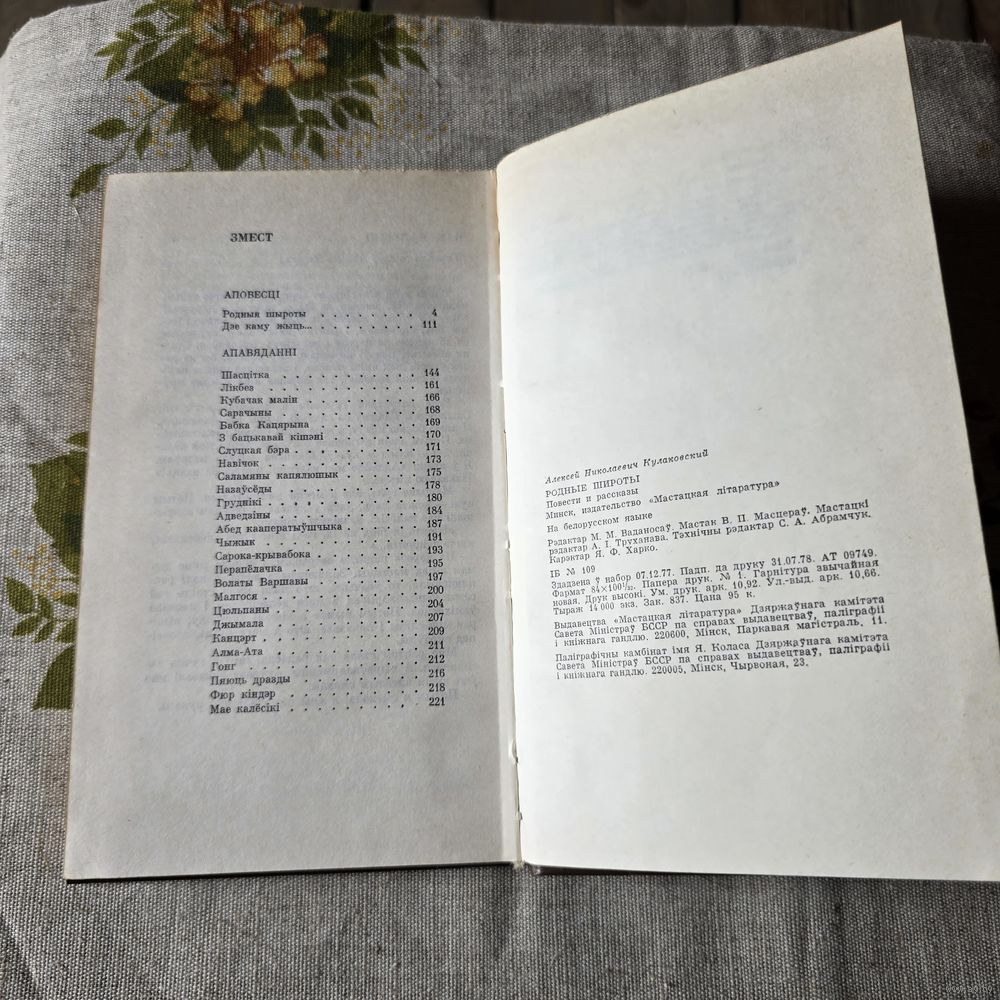 ЗМЕСТ
АПОВЕСЦІ
Родныя шыроты . . . . . . . 4
Дзе каму жыць... . . . . . . . 111
АПАВЯДАННІ
Шасцітка . . . . . . . . . 144
Лікбез . . . . . . . . . 161
Кубачак малін . . . . . . . . 166
Сарачыны . . . . . . . . . 168
Бабка Кацярына . . . . . . . 169
З бацькавай кішэні . . . . . . 170
Слуцкая бэра . . . . . . . . 171
Навічок . . . . . . . . . 173
Саламяны капялюшык . . . . . . 175
Назаўсёды . . . . . . . . . 178
Груднікі . . . . . . . . . 180
Адведзіны . . . . . . . . . 184
Абед кааператыўшчыка . . . . . . 187
Чыжык . . . . . . . . . 191
Сарока-крывабока . . . . . . . 193
Перапёлачка . . . . . . . . 195
Волаты Варшавы . . . . . . . 197
Малгося . . . . . . . . . 200
Цюльпаны . . . . . . . . . 204
Джымала . . . . . . . . . 207
Канцэрт . . . . . . . . . 209
Алма-Ата . . . . . . . . . 211
Гонг . . . . . . . . . . 212
Пяюць дразды . . . . . . . . 216
Фюр кіндэр . . . . . . . . 218
Мае калёсікі . . . . . . . . 221
Алексей Николаевич Кулаковский
РОДНЫЕ ШИРОТЫ
Повести и рассказы
Минск, издательство «Мастацкая літаратура»
На белорусском языке
Рэдактар М. М. Ваданосаў. Мастак В. П. Масцераў. Мастацкі
рэдактар А. І. Труханава. Тэхнічны рэдактар С. А. Абрамчук.
Карэктар Я. Ф. Харко.
ІБ № 109
Здадзена ў набор 07.12.77. Падп. да друку 31.07.78. АТ 09749.
Фармат 84×100¹/₃₂. Папера друк. № 1. Гарнітура звычайная
новая. Друк высокі. Ум. друк. арк. 10,92. Ул.-выд. арк. 10,66.
Тыраж 14 000 экз. Зак. 837. Цана 95 к.
Выдавецтва «Мастацкая літаратура» Дзяржаўнага камітэта
Савета Міністраў БССР па справах выдавецтваў, паліграфіі
і кніжнага гандлю. 220600, Мінск, Паркавая магістраль, 11.
Паліграфічны камбінат імя Я. Коласа Дзяржаўнага камітэта
Савета Міністраў БССР па справах выдавецтваў, паліграфіі
і кніжнага гандлю. 220005, Мінск, Чырвоная, 23.